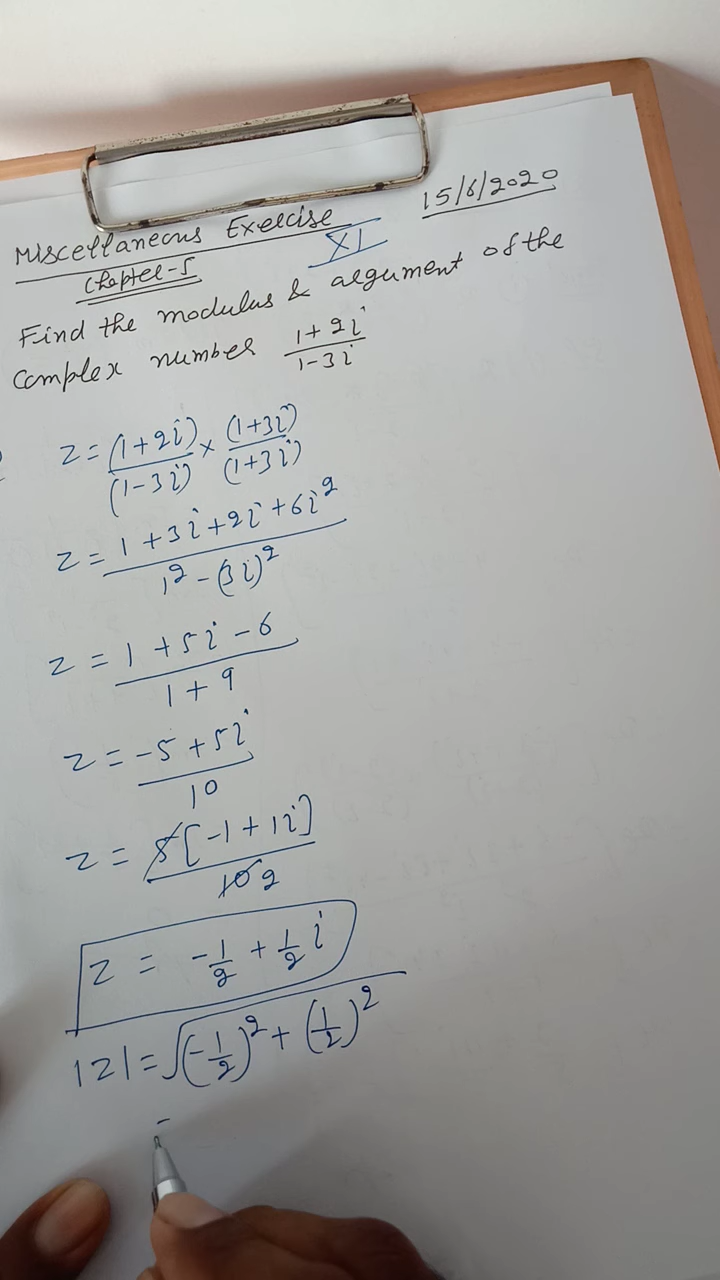 15/6/2020
Miscellaneous Exercise
XI
Chapter-5
Find the modulus & argument of the
complex number (1+2i)/(1-3i)
z = (1+2i)/(1-3i) × (1+3i)/(1+3i)
z = (1+3i+2i+6i²)/(1²-(3i)²)
z = (1+5i-6)/(1+9)
z = (-5+5i)/10
z = 5[-1+1i]/10 2
z = -1/2 + 1/2 i
|z| = √((-1/2)² + (1/2)²)